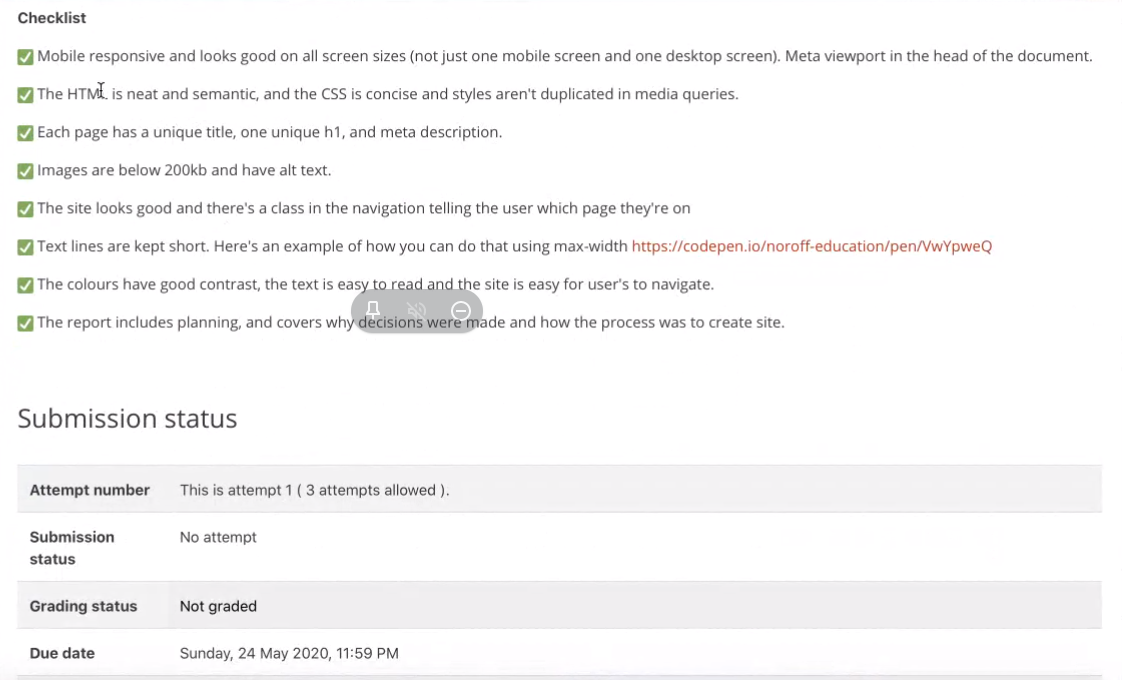 Checklist
✅ Mobile responsive and looks good on all screen sizes (not just one mobile screen and one desktop screen). Meta viewport in the head of the document.
✅ The HTML is neat and semantic, and the CSS is concise and styles aren't duplicated in media queries.
✅ Each page has a unique title, one unique h1, and meta description.
✅ Images are below 200kb and have alt text.
✅ The site looks good and there's a class in the navigation telling the user which page they're on
✅ Text lines are kept short. Here's an example of how you can do that using max-width https://codepen.io/noroff-education/pen/VwYpweQ
✅ The colours have good contrast, the text is easy to read and the site is easy for user's to navigate.
✅ The report includes planning, and covers why decisions were made and how the process was to create site.
Submission status
Attempt number This is attempt 1 ( 3 attempts allowed ).
Submission status No attempt
Grading status Not graded
Due date Sunday, 24 May 2020, 11:59 PM